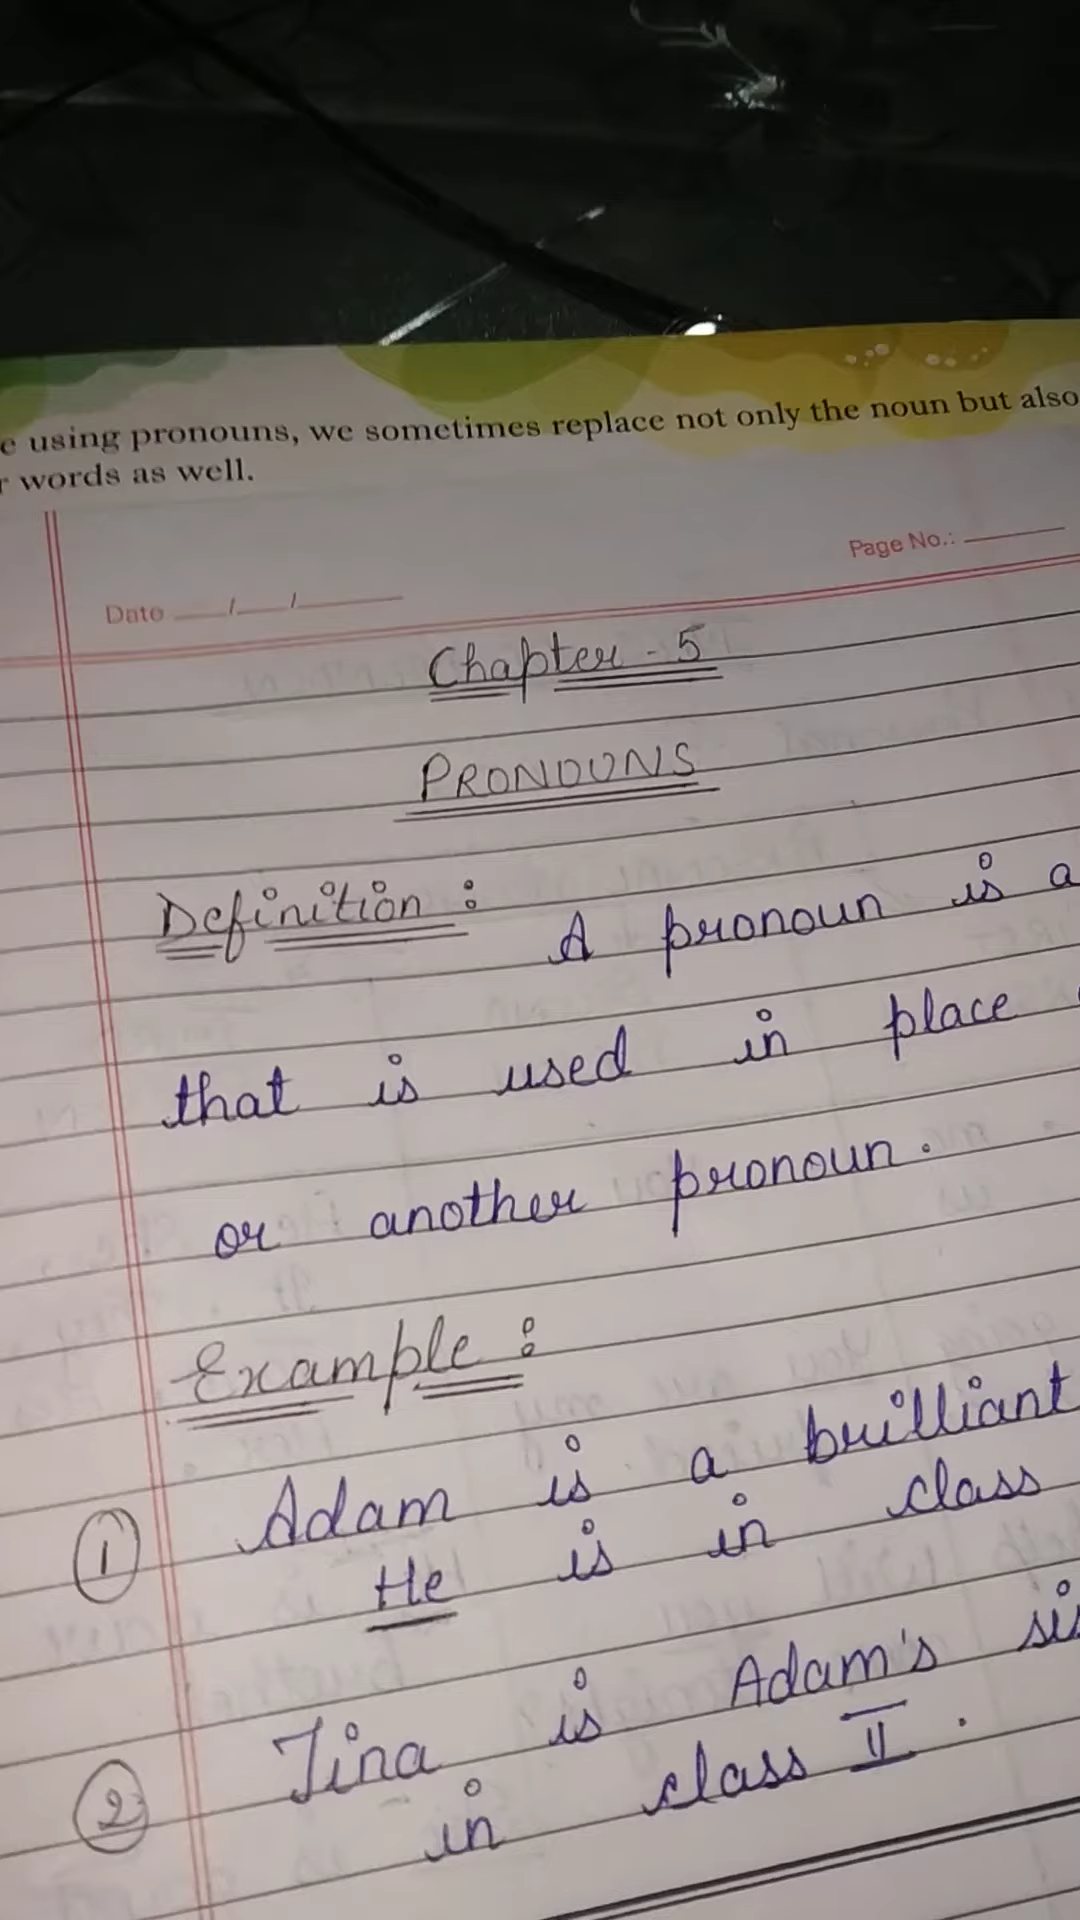 using pronouns, we sometimes replace not only the noun but also
words as well.
Page No.:
Date / /
Chapter - 5
PRONOUNS
Definition : A pronoun is a
that is used in place
or another pronoun.
Example :
1 Adam is a brilliant
He is in class
2 Tina is Adam's
in class II.